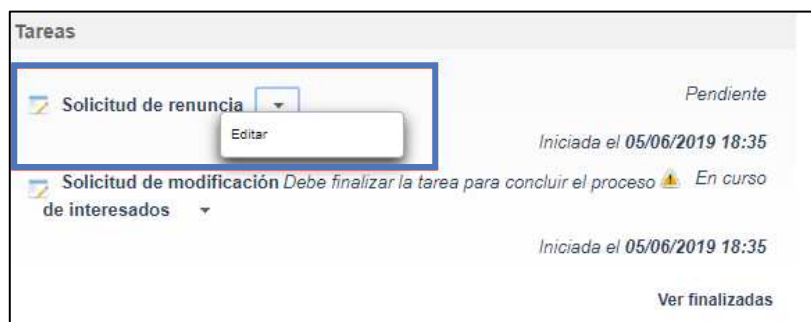 Tareas
Solicitud de renuncia
Pendiente
Editar
Iniciada el 05/06/2019 18:35
Solicitud de modificación Debe finalizar la tarea para concluir el proceso En curso
de interesados
Iniciada el 05/06/2019 18:35
Ver finalizadas